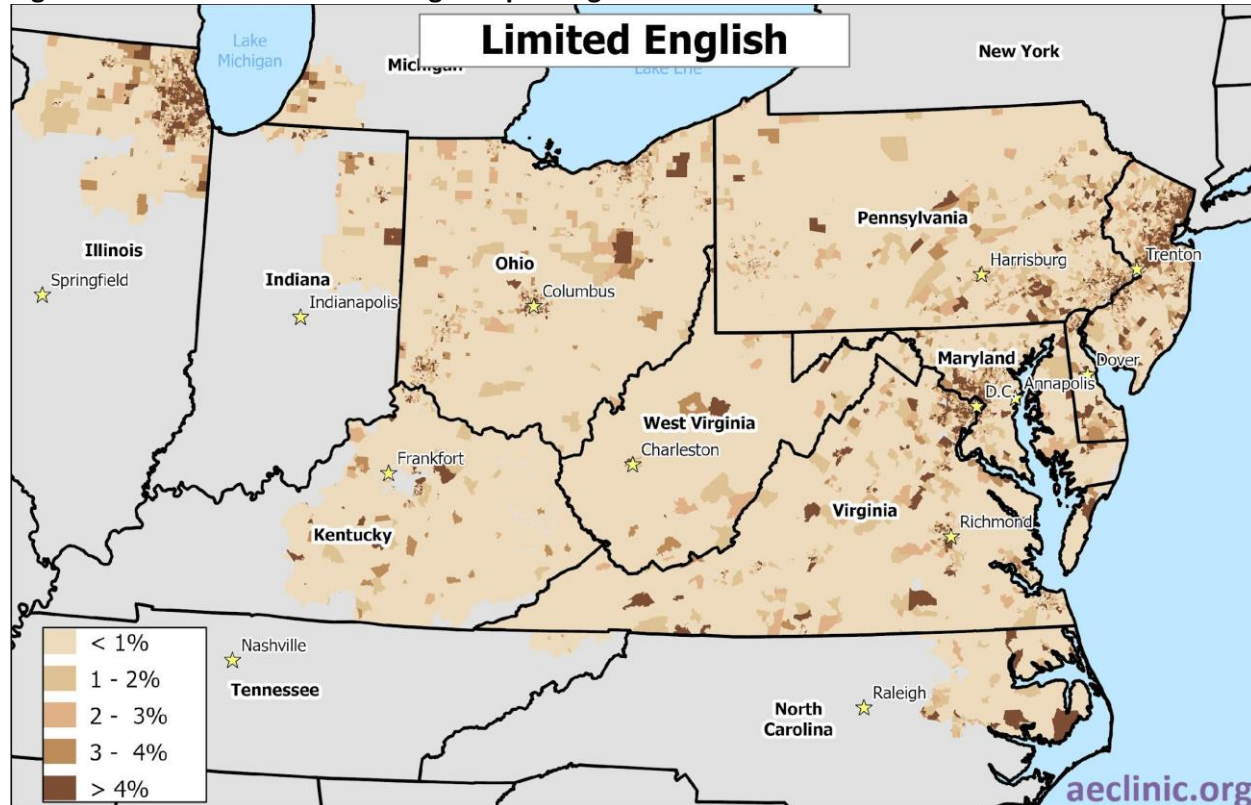 Limited English
Lake
Michigan
Michigan
Lake Erie
New York
Pennsylvania
Harrisburg
Trenton
Illinois
Springfield
Indiana
Indianapolis
Ohio
Columbus
Maryland
D.C.
Annapolis
Dover
West Virginia
Charleston
Frankfort
Kentucky
Virginia
Richmond
Nashville
Tennessee
Raleigh
North
Carolina
< 1%
1 - 2%
2 - 3%
3 - 4%
> 4%
aeclinic.org